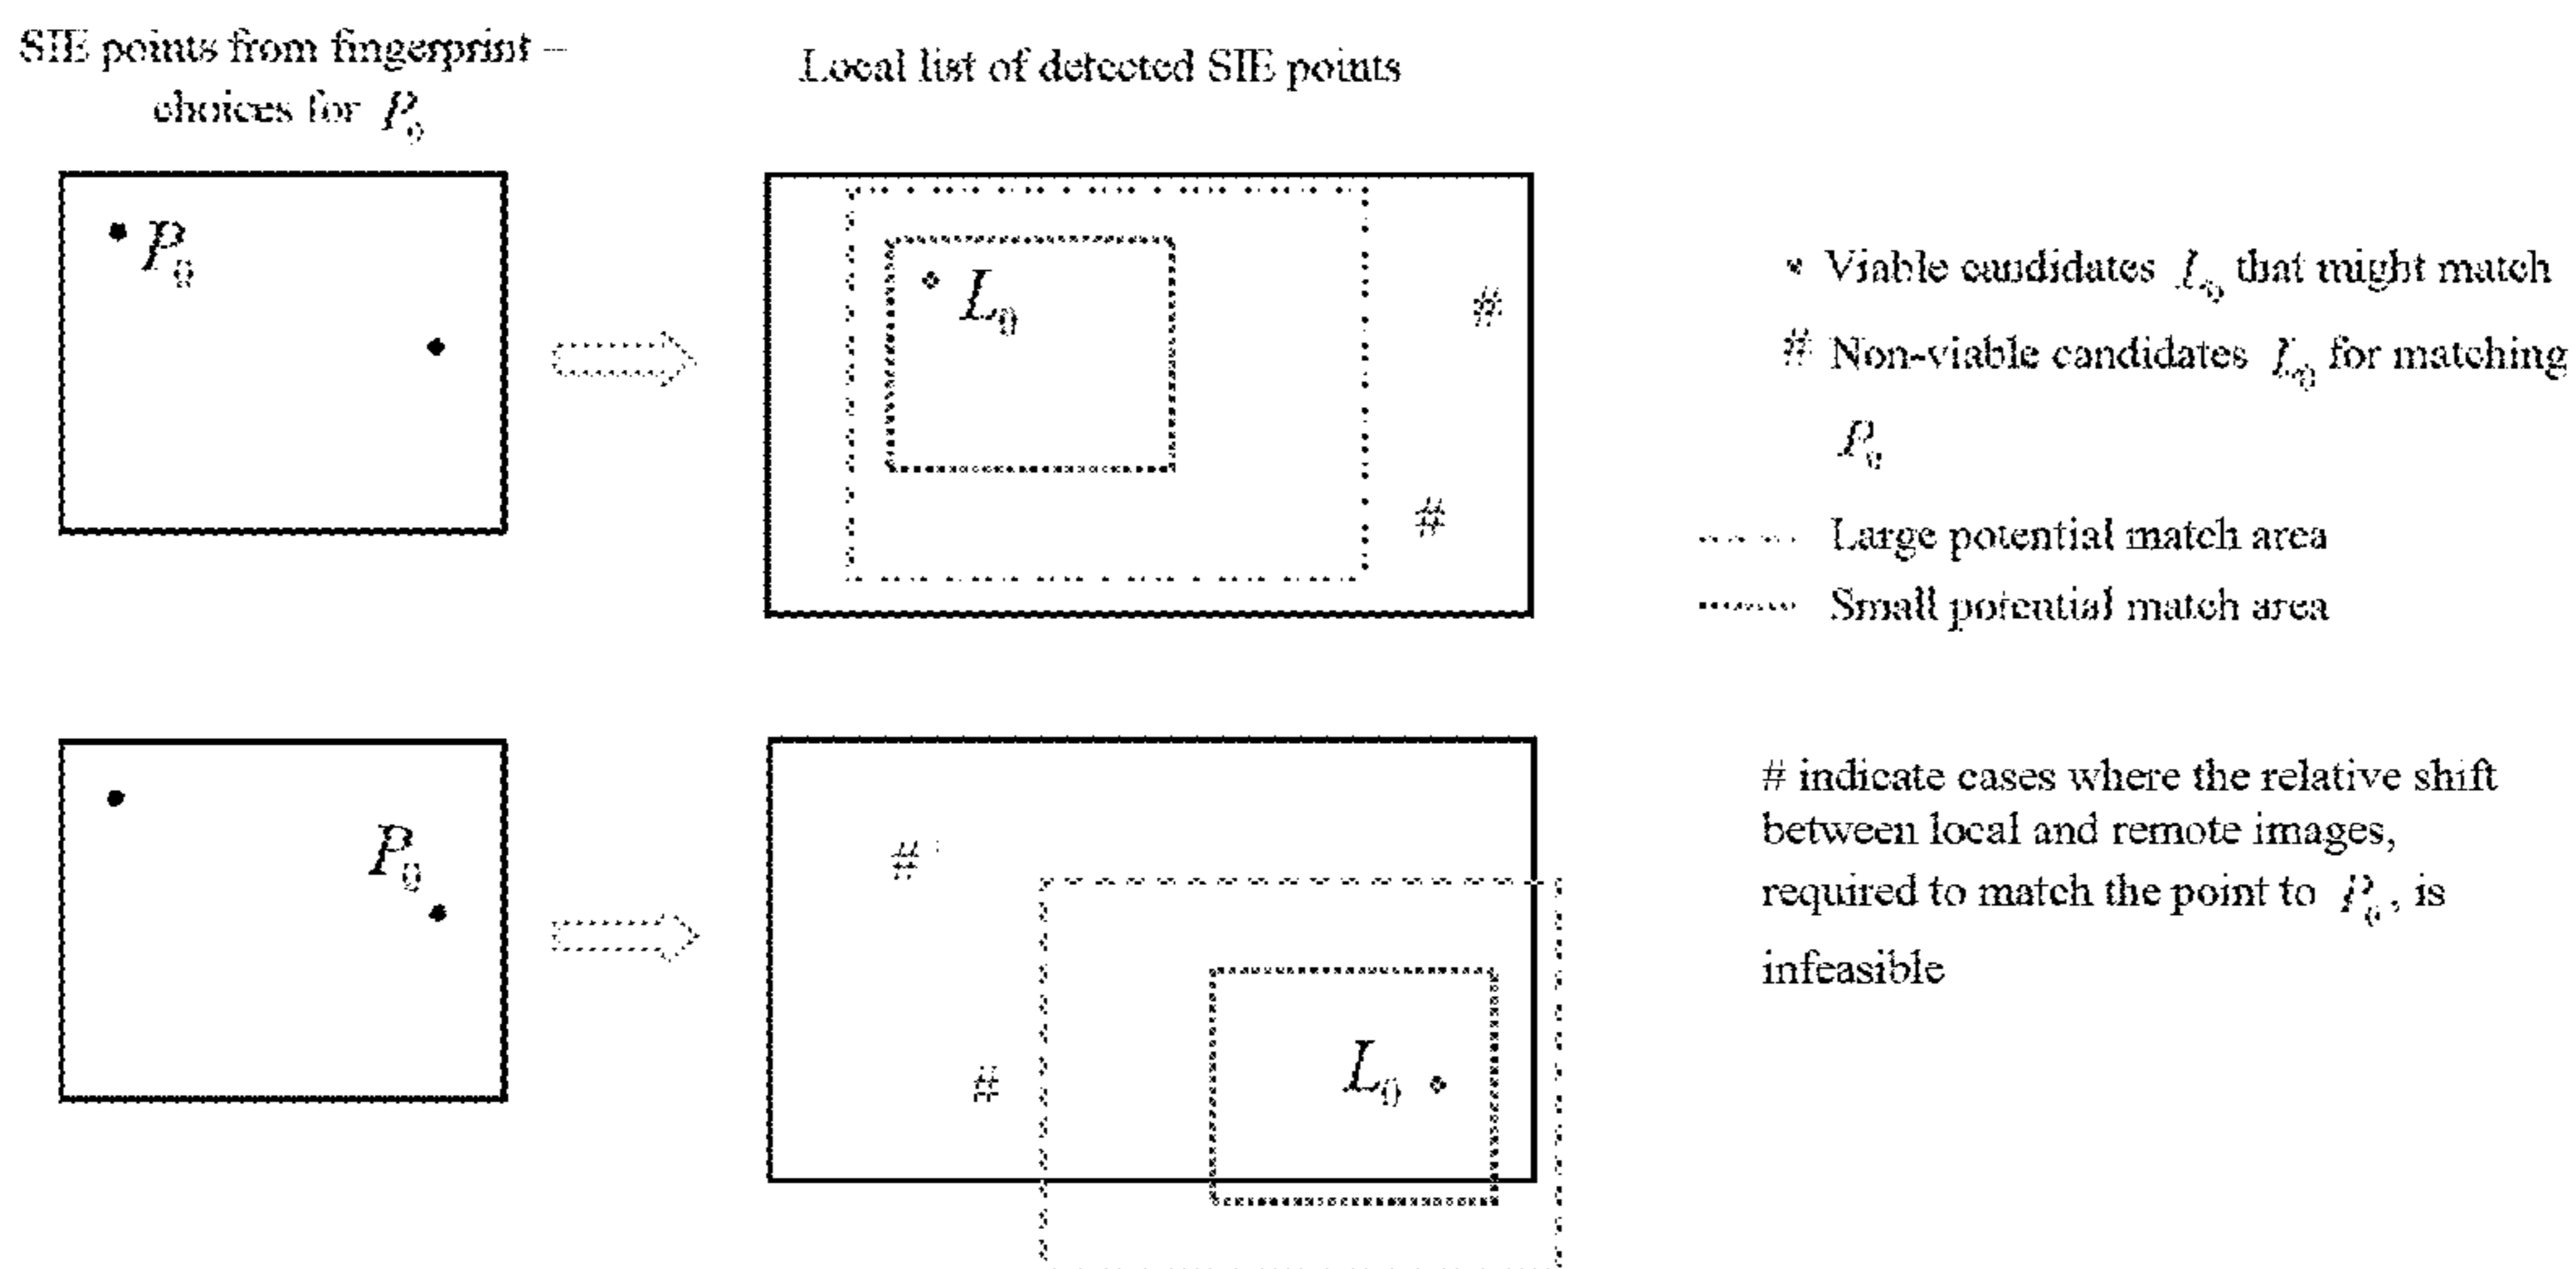 SIE points from fingerprint –
choices for P₀
Local list of detected SIE points
P₀
L₀
#
#
• Viable candidates L₀ that might match
# Non-viable candidates L₀ for matching
P₀
Large potential match area
Small potential match area
P₀
#
#
L₀
# indicate cases where the relative shift
between local and remote images,
required to match the point to P₀, is
infeasible